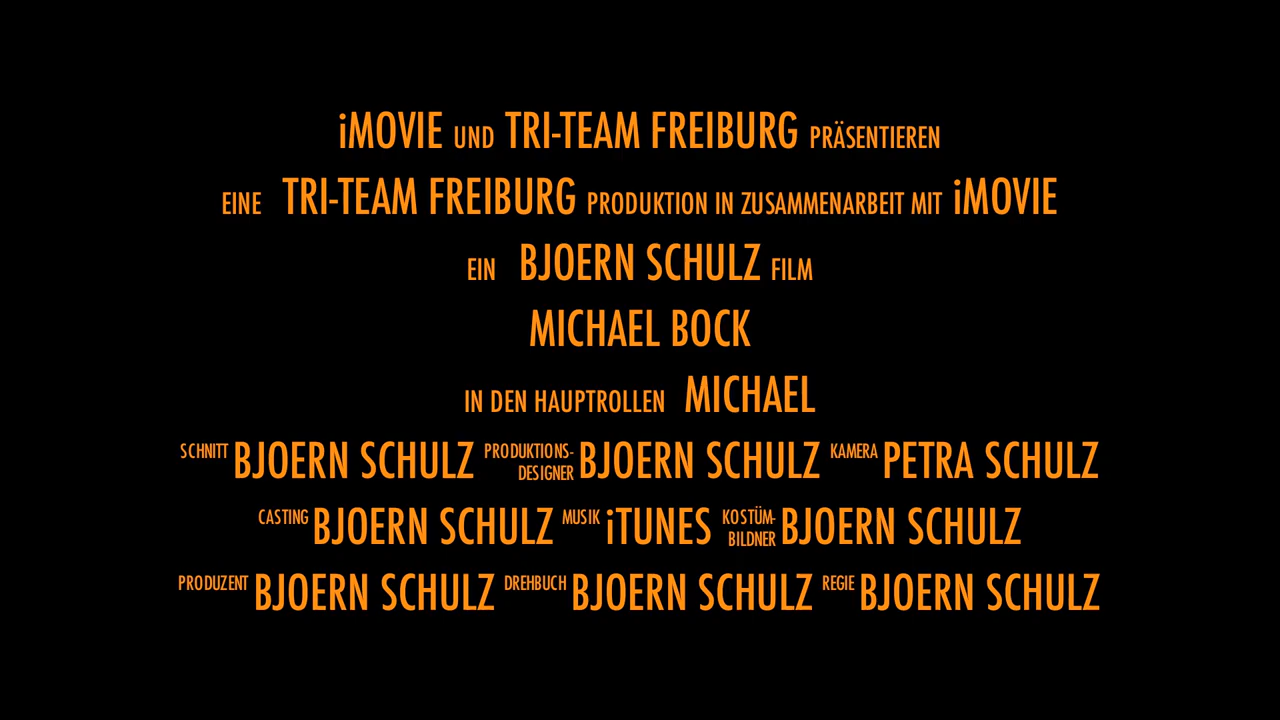 iMOVIE UND TRI-TEAM FREIBURG PRÄSENTIEREN
EINE TRI-TEAM FREIBURG PRODUKTION IN ZUSAMMENARBEIT MIT iMOVIE
EIN BJOERN SCHULZ FILM
MICHAEL BOCK
IN DEN HAUPTROLLEN MICHAEL
SCHNITT BJOERN SCHULZ PRODUKTIONS-DESIGNER BJOERN SCHULZ KAMERA PETRA SCHULZ
CASTING BJOERN SCHULZ MUSIK iTUNES KOSTÜM-BILDNER BJOERN SCHULZ
PRODUZENT BJOERN SCHULZ DREHBUCH BJOERN SCHULZ REGIE BJOERN SCHULZ